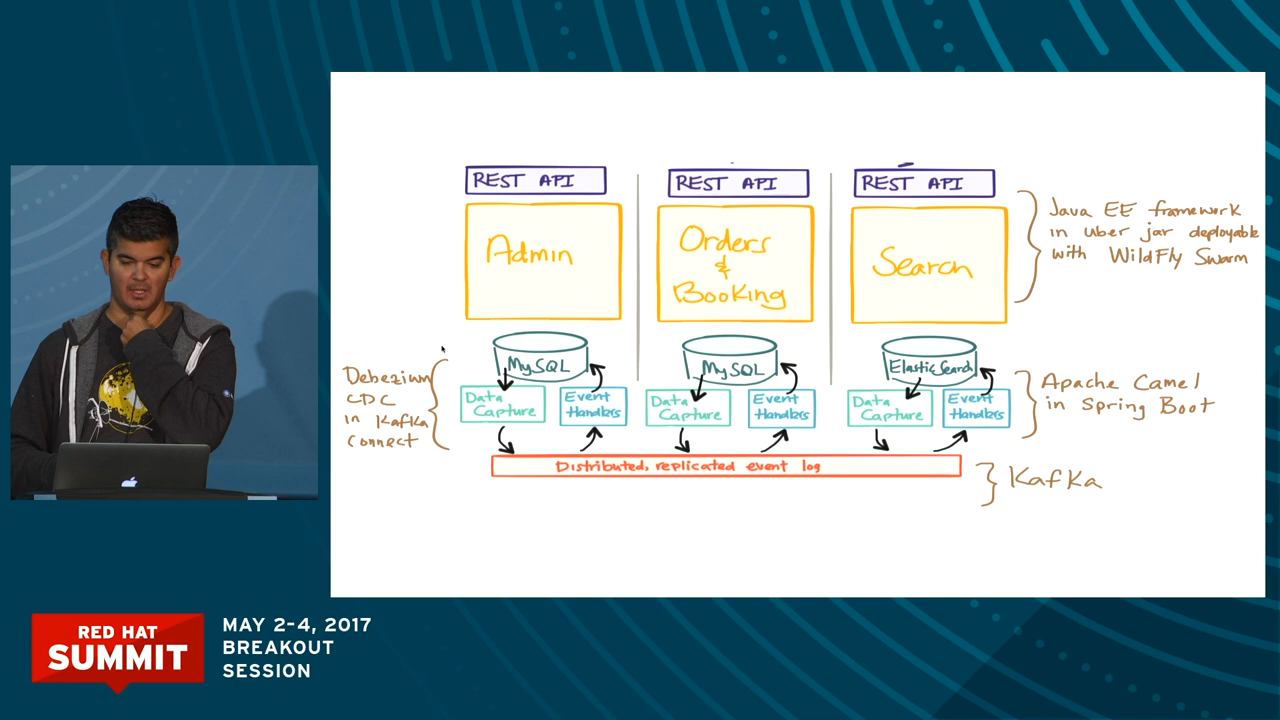 REST API
REST API
REST API
Admin
Orders
&
Booking
Search
Java EE framework
in uber jar deployable
with WildFly Swarm
MySQL
MySQL
ElasticSearch
Debezium
CDC
in Kafka
Connect
Data
Capture
Event
Handlers
Data
Capture
Event
Handlers
Data
Capture
Event
Handlers
Apache Camel
in Spring Boot
Distributed, replicated event log
Kafka
RED HAT
SUMMIT
MAY 2-4, 2017
BREAKOUT
SESSION